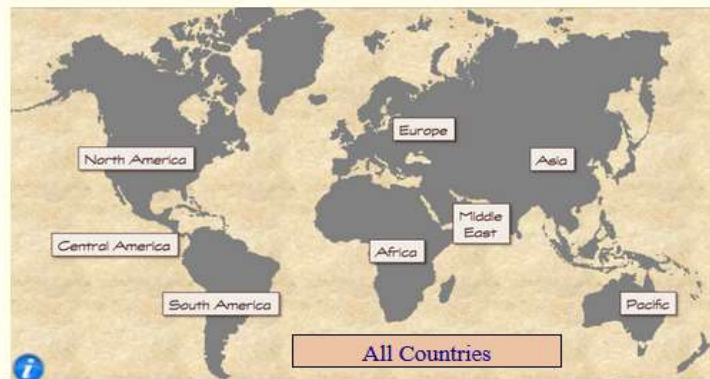 Europe
North America
Asia
Middle
East
Central America
Africa
South America
Pacific
All Countries
i